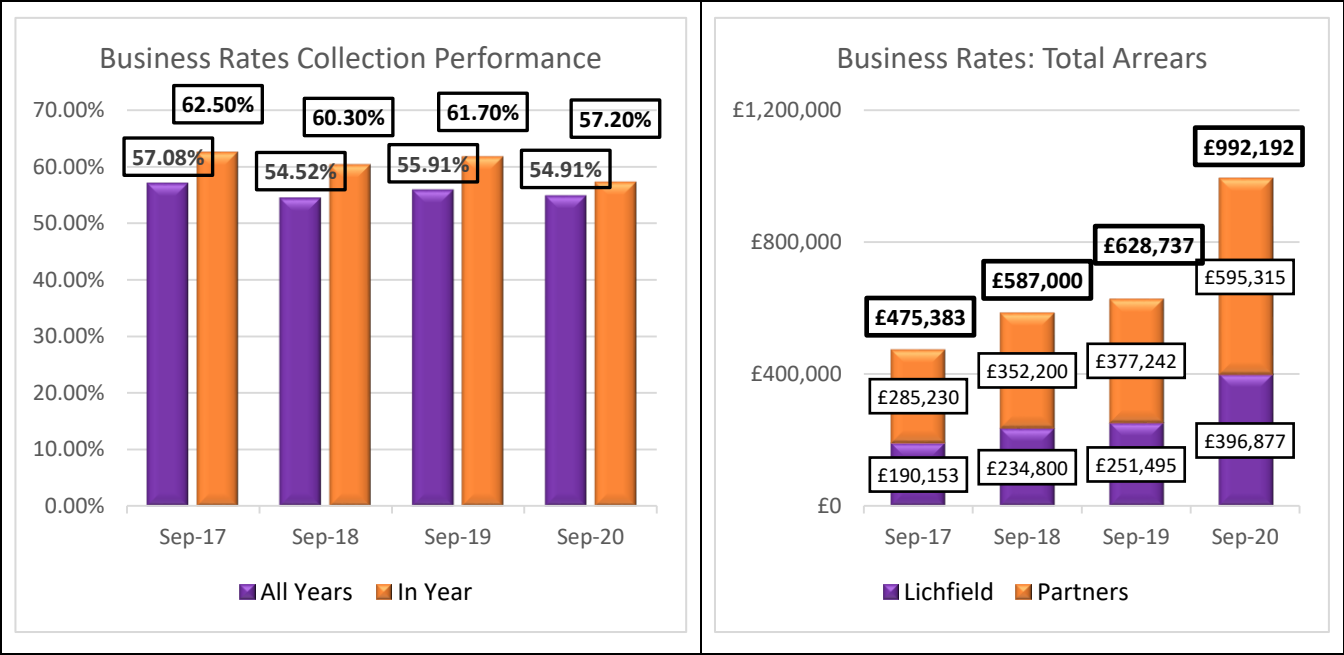 Business Rates Collection Performance
70.00%
60.00%
50.00%
40.00%
30.00%
20.00%
10.00%
0.00%
62.50%
60.30%
61.70%
57.20%
57.08%
54.52%
55.91%
54.91%
Sep-17
Sep-18
Sep-19
Sep-20
All Years
In Year
Business Rates: Total Arrears
£1,200,000
£800,000
£400,000
£0
£475,383
£587,000
£628,737
£992,192
£285,230
£352,200
£377,242
£595,315
£190,153
£234,800
£251,495
£396,877
Sep-17
Sep-18
Sep-19
Sep-20
Lichfield
Partners